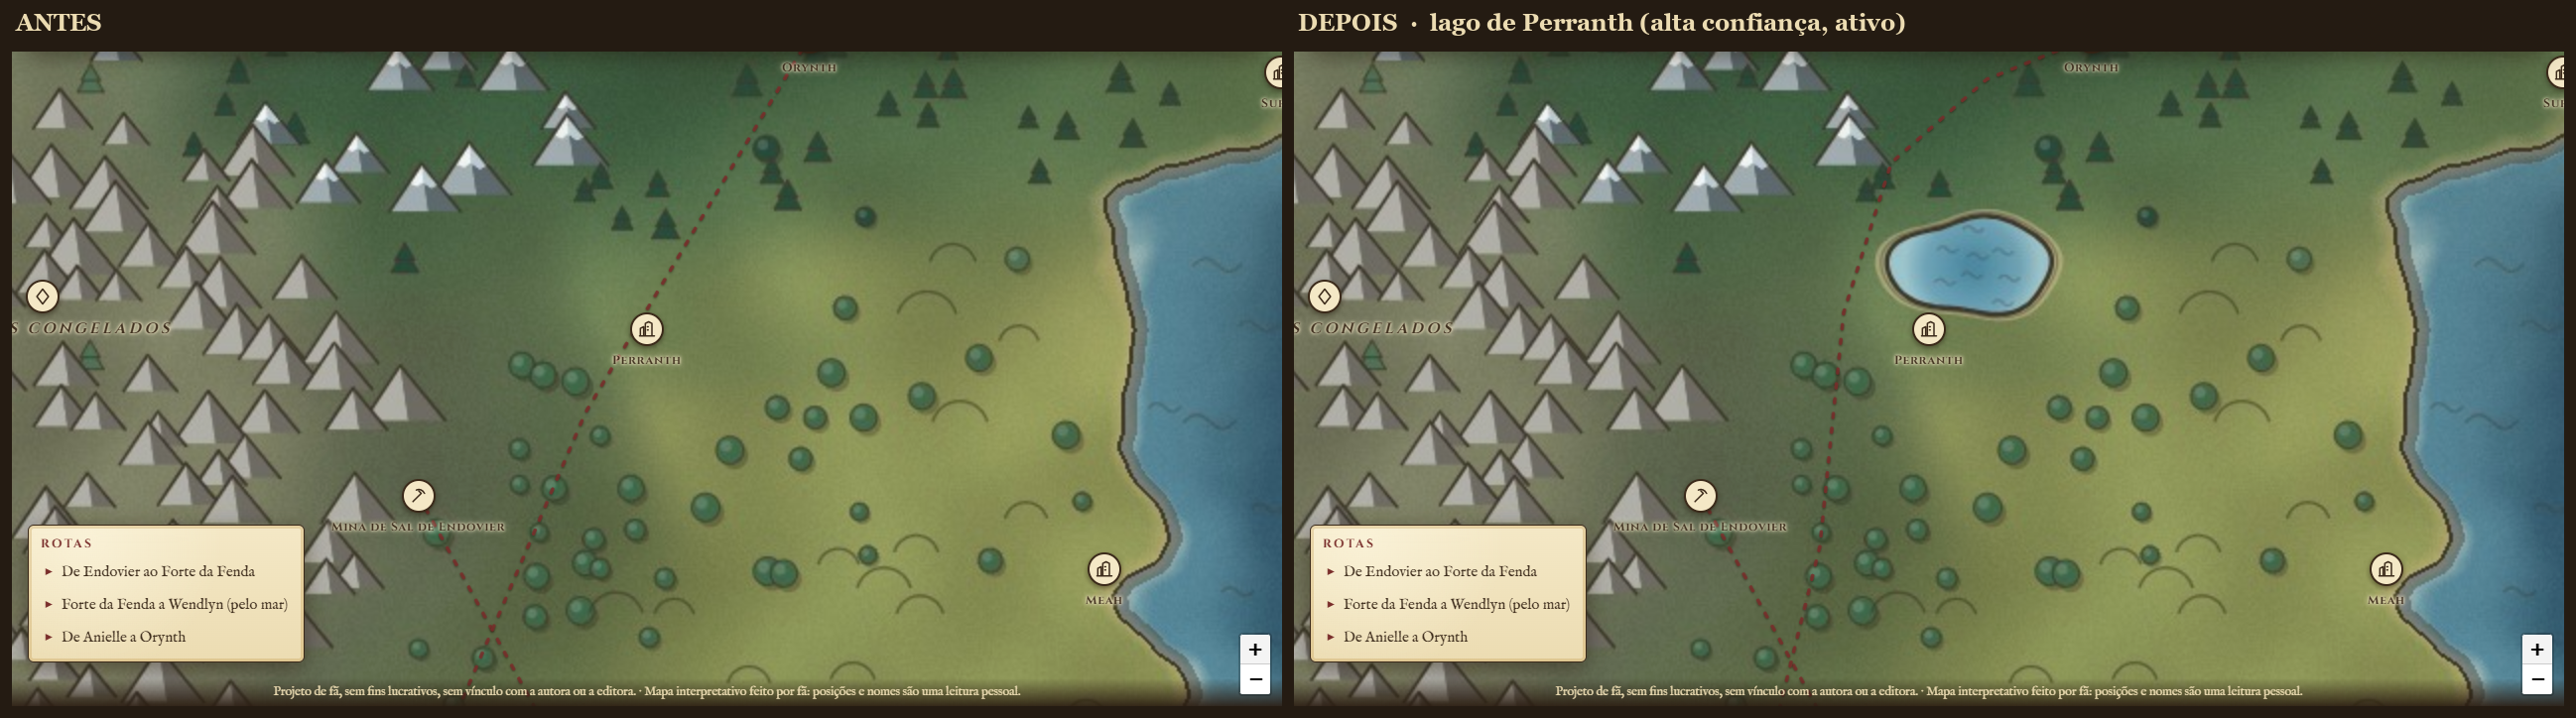 ANTES
ORYNTH
S CONGELADOS
PERRANTH
MINA DE SAL DE ENDOVIER
ROTAS
► De Endovier ao Forte da Fenda
► Forte da Fenda a Wendlyn (pelo mar)
► De Anielle a Orynth
MEAH
+
−
Projeto de fã, sem fins lucrativos, sem vínculo com a autora ou a editora. · Mapa interpretativo feito por fã: posições e nomes são uma leitura pessoal.
DEPOIS · lago de Perranth (alta confiança, ativo)
ORYNTH
S CONGELADOS
PERRANTH
MINA DE SAL DE ENDOVIER
ROTAS
► De Endovier ao Forte da Fenda
► Forte da Fenda a Wendlyn (pelo mar)
► De Anielle a Orynth
MEAH
+
−
Projeto de fã, sem fins lucrativos, sem vínculo com a autora ou a editora. · Mapa interpretativo feito por fã: posições e nomes são uma leitura pessoal.